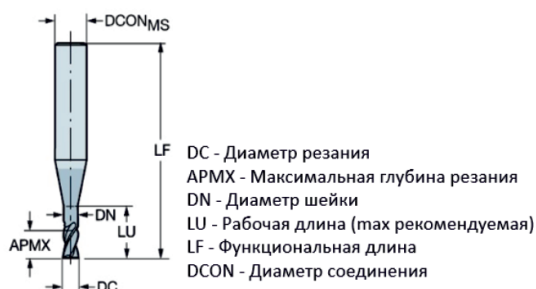 DCONMS
LF
DN
LU
APMX
DC
DC - Диаметр резания
APMX - Максимальная глубина резания
DN - Диаметр шейки
LU - Рабочая длина (max рекомендуемая)
LF - Функциональная длина
DCON - Диаметр соединения